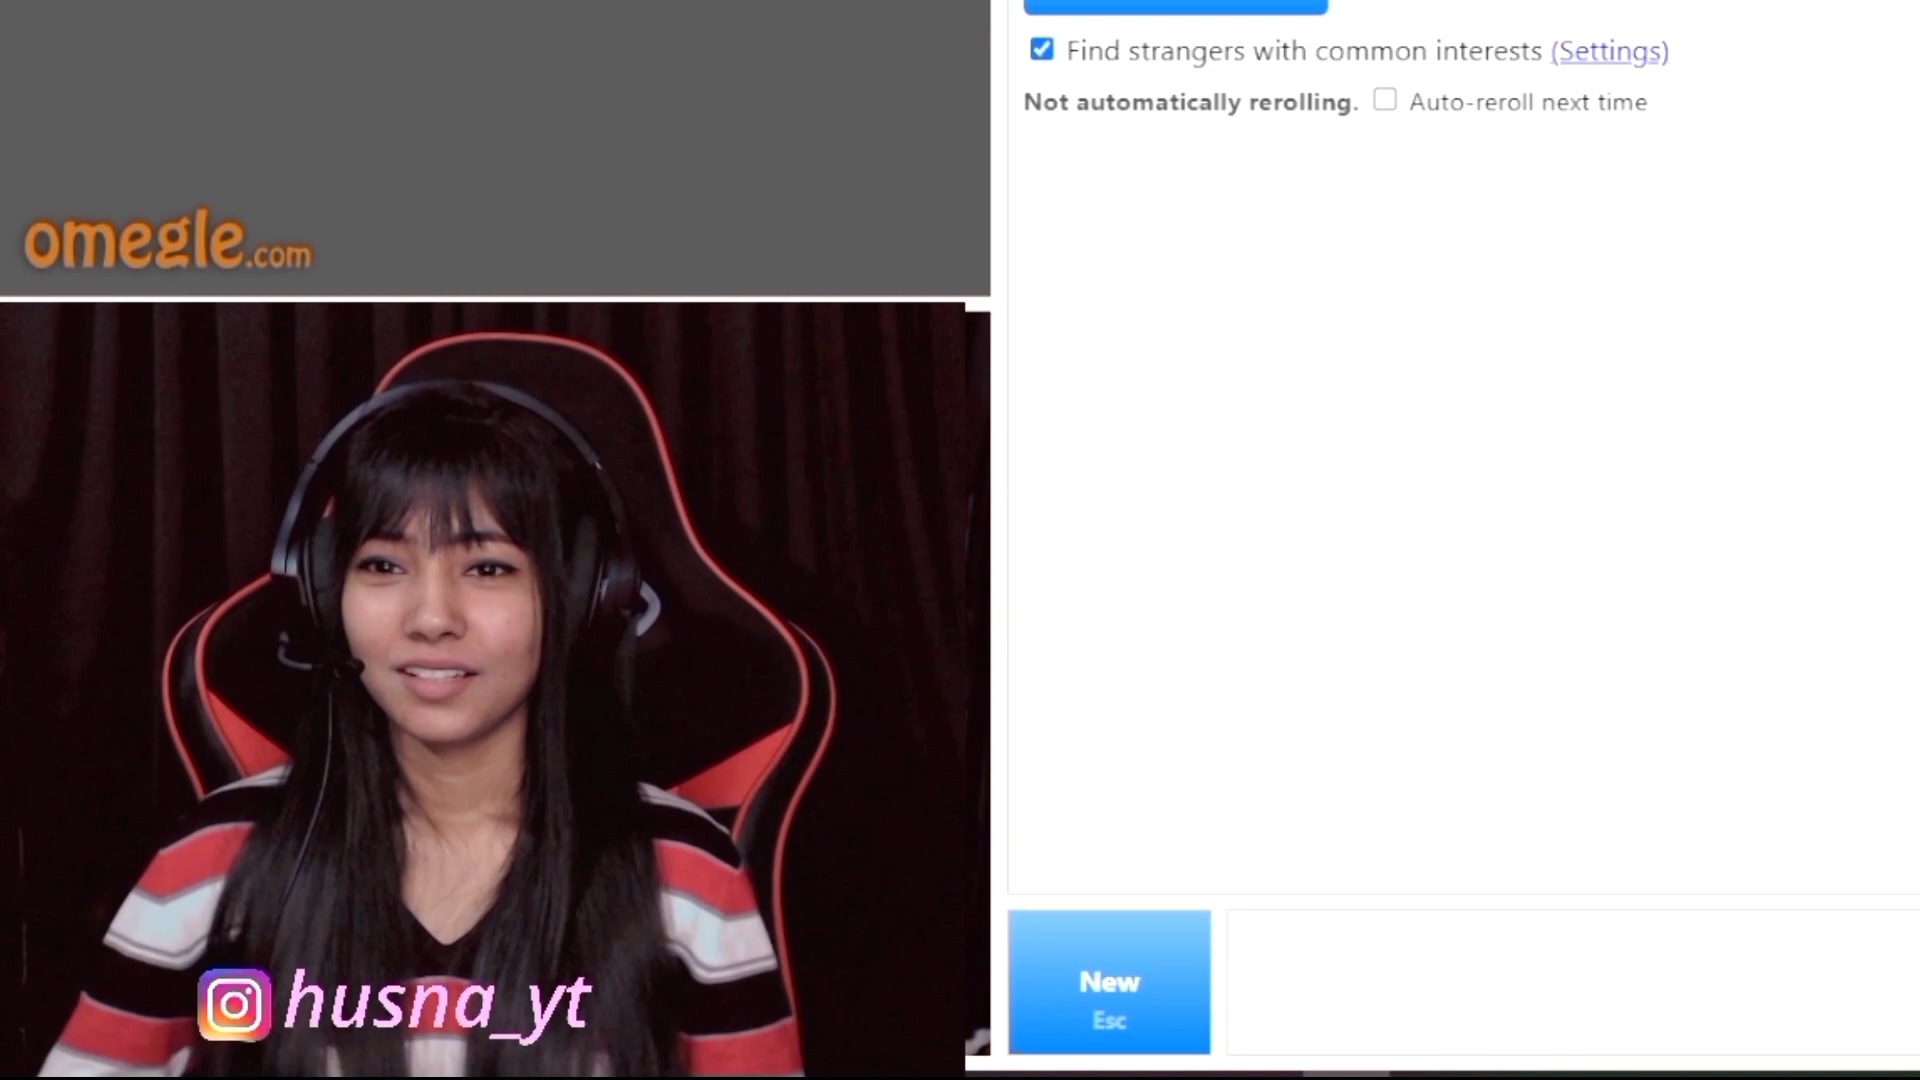 Find strangers with common interests (Settings)
Not automatically rerolling. Auto-reroll next time
omegle.com
husna_yt
New
Esc